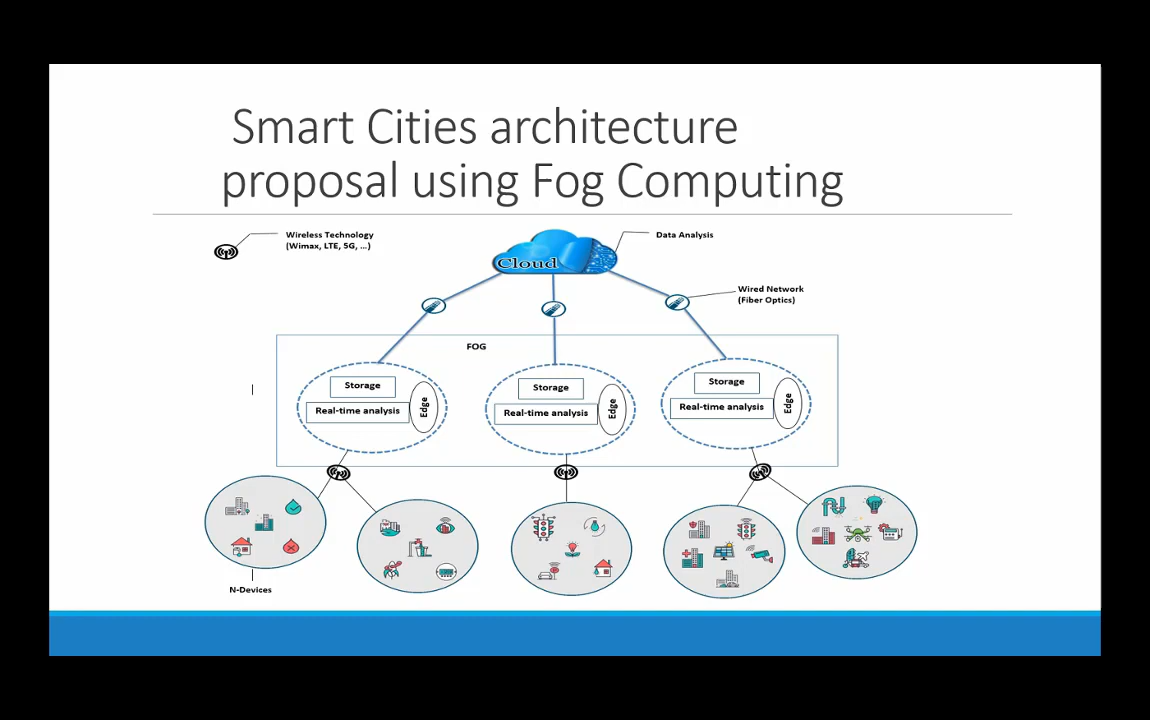 Smart Cities architecture
proposal using Fog Computing
Wireless Technology
(Wimax, LTE, 5G, ...)
Cloud
Data Analysis
Wired Network
(Fiber Optics)
FOG
Storage
Real-time analysis
Edge
Storage
Real-time analysis
Edge
Storage
Real-time analysis
Edge
N-Devices